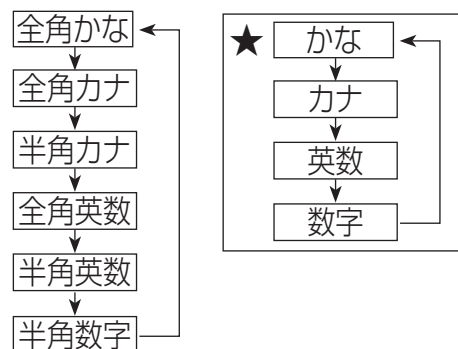 全角かな
全角カナ
半角カナ
全角英数
半角英数
半角数字
★ かな
カナ
英数
数字